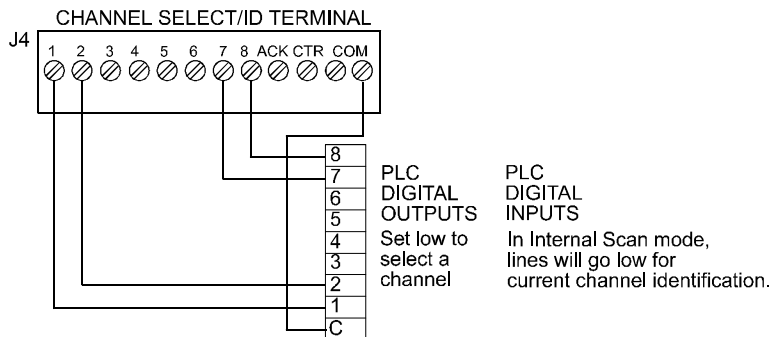 CHANNEL SELECT/ID TERMINAL
J4
1 2 3 4 5 6 7 8 ACK CTR COM
8
7
6
5
4
3
2
1
C
PLC
DIGITAL
OUTPUTS
Set low to
select a
channel
PLC
DIGITAL
INPUTS
In Internal Scan mode,
lines will go low for
current channel identification.